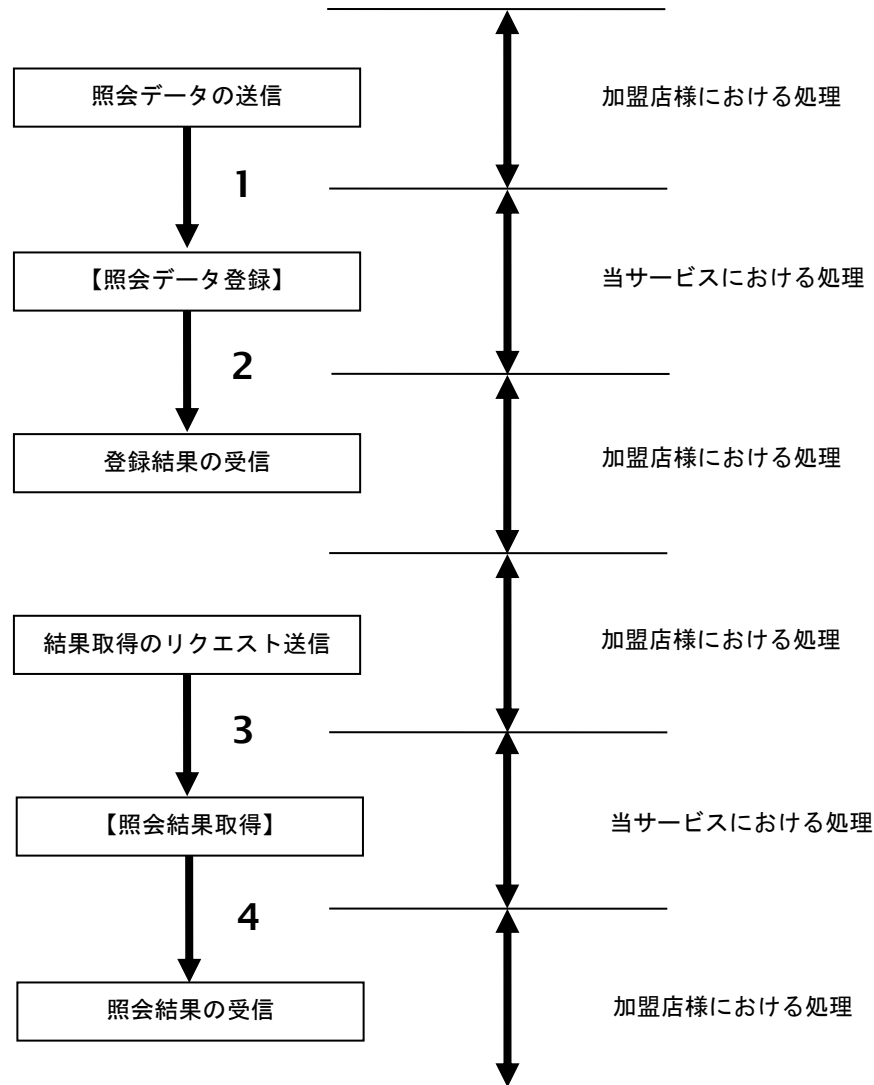 照会データの送信
加盟店様における処理
1
【照会データ登録】
当サービスにおける処理
2
登録結果の受信
加盟店様における処理
結果取得のリクエスト送信
加盟店様における処理
3
【照会結果取得】
当サービスにおける処理
4
照会結果の受信
加盟店様における処理